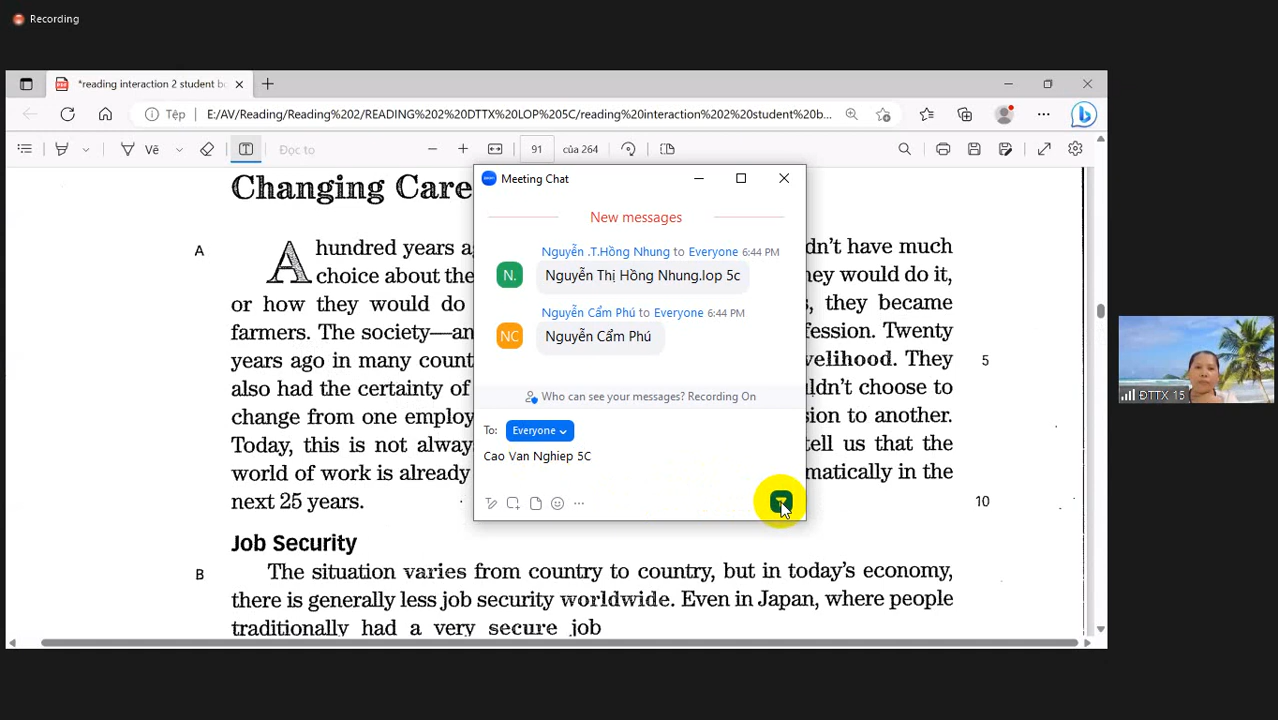 Recording
*reading interaction 2 student bo
Tệp
E:/AV/Reading/Reading%202/READING%202%20DTTX%20LOP%205C/reading%20interaction%202%20student%20b...
Vẽ
Đọc to
91
của 264
Changing Care
A
A hundred years a
choice about the
or how they would do
farmers. The society—an
years ago in many count
also had the certainty of
change from one employ
Today, this is not alway
world of work is already
next 25 years.
dn't have much
ey would do it,
s, they became
fession. Twenty
velihood. They
5
uldn't choose to
sion to another.
tell us that the
matically in the
10
Job Security
B
The situation varies from country to country, but in today's economy,
there is generally less job security worldwide. Even in Japan, where people
traditionally had a very secure job
Meeting Chat
New messages
Nguyễn .T.Hồng Nhung to Everyone 6:44 PM
N.
Nguyễn Thị Hồng Nhung.lop 5c
Nguyễn Cẩm Phú to Everyone 6:44 PM
NC
Nguyễn Cẩm Phú
Who can see your messages? Recording On
To: Everyone
Cao Van Nghiep 5C
ĐTTX 15